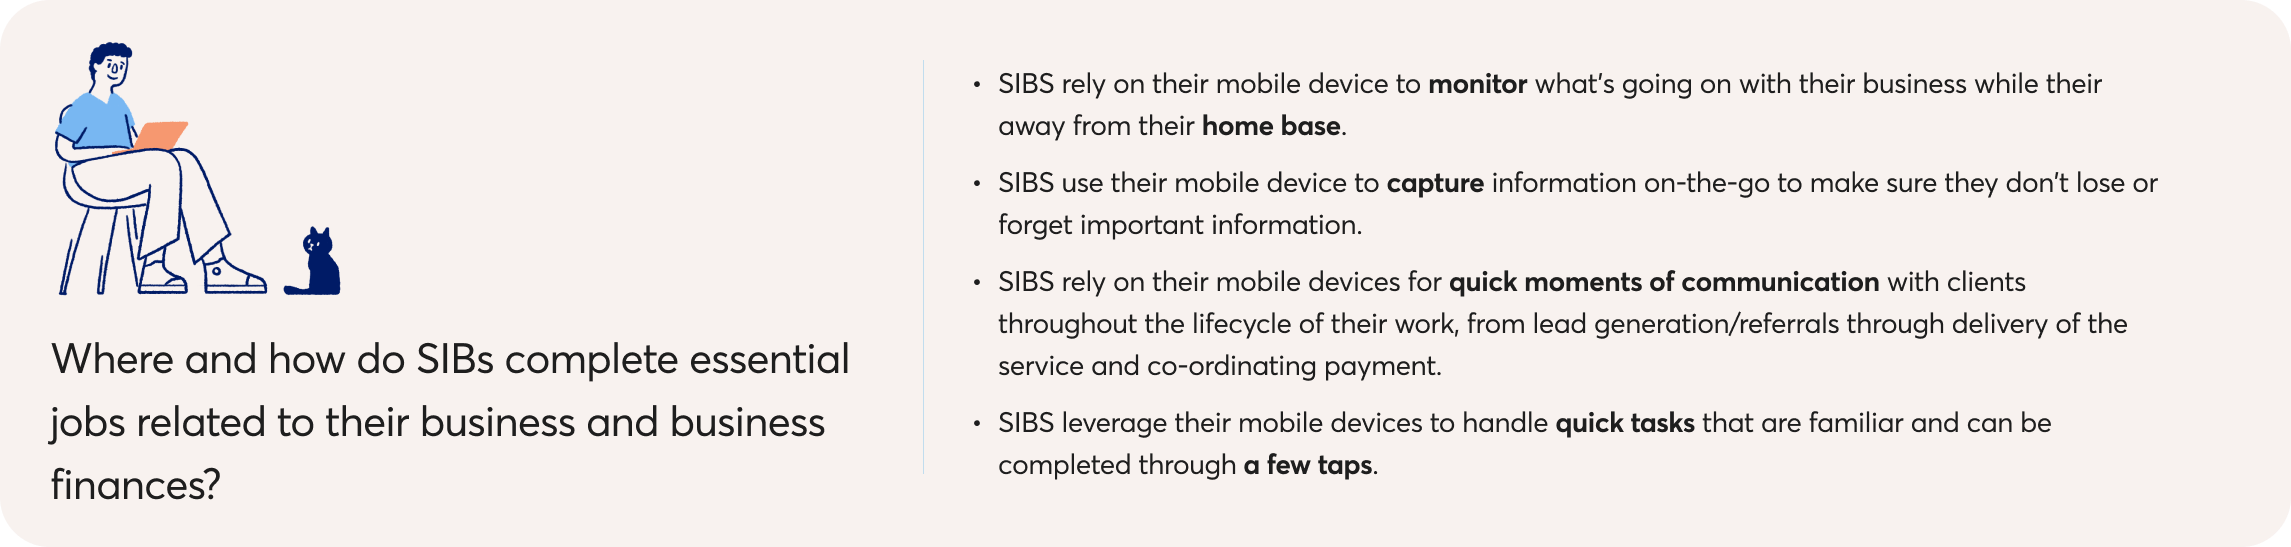 Where and how do SIBs complete essential
jobs related to their business and business
finances?
• SIBS rely on their mobile device to monitor what's going on with their business while their
away from their home base.
• SIBS use their mobile device to capture information on-the-go to make sure they don't lose or
forget important information.
• SIBS rely on their mobile devices for quick moments of communication with clients
throughout the lifecycle of their work, from lead generation/referrals through delivery of the
service and co-ordinating payment.
• SIBS leverage their mobile devices to handle quick tasks that are familiar and can be
completed through a few taps.